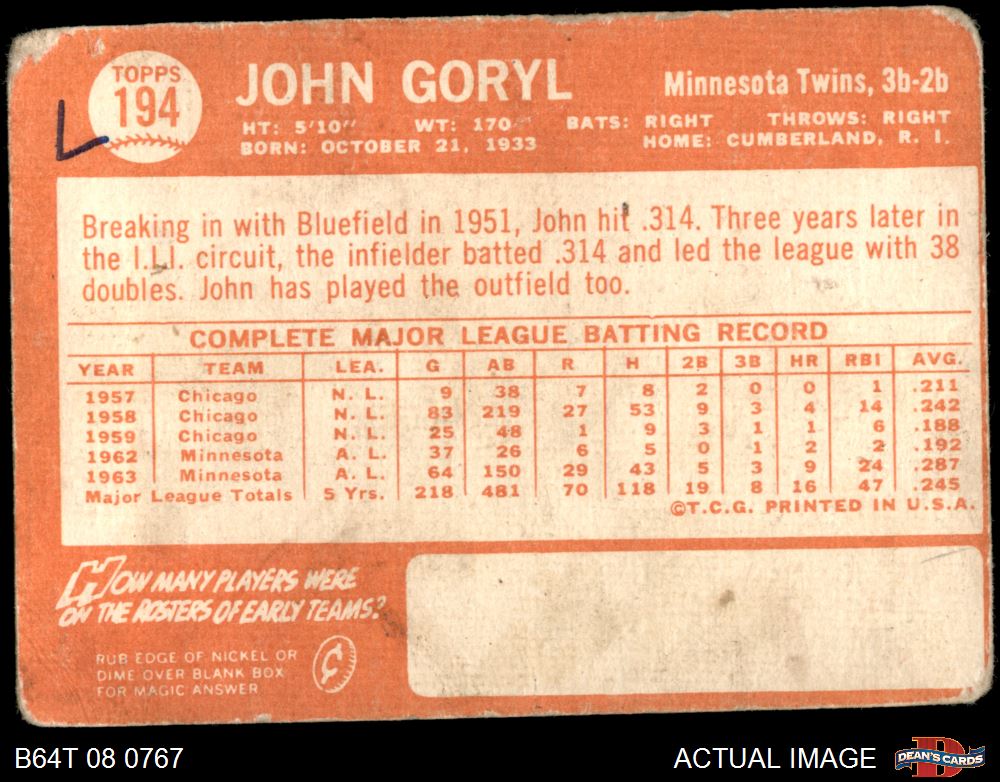 TOPPS
194
L
JOHN GORYL
Minnesota Twins, 3b-2b
HT: 5'10" WT: 170 BATS: RIGHT THROWS: RIGHT
BORN: OCTOBER 21, 1933 HOME: CUMBERLAND, R. I.
Breaking in with Bluefield in 1951, John hit .314. Three years later in
the I.I.I. circuit, the infielder batted .314 and led the league with 38
doubles. John has played the outfield too.
COMPLETE MAJOR LEAGUE BATTING RECORD
YEAR TEAM LEA. G AB R H 2B 3B HR RBI AVG.
1957 Chicago N. L. 9 38 7 8 2 0 0 1 .211
1958 Chicago N. L. 83 219 27 53 9 3 4 14 .242
1959 Chicago N. L. 25 48 1 9 3 1 1 6 .188
1962 Minnesota A. L. 37 26 6 5 0 1 2 2 .192
1963 Minnesota A. L. 64 150 29 43 5 3 9 24 .287
Major League Totals 5 Yrs. 218 481 70 118 19 8 16 47 .245
©T.C.G. PRINTED IN U.S.A.
HOW MANY PLAYERS WERE
ON THE ROSTERS OF EARLY TEAMS?
RUB EDGE OF NICKEL OR
DIME OVER BLANK BOX
FOR MAGIC ANSWER
¢
B64T 08 0767
ACTUAL IMAGE
D
DEAN'S CARDS